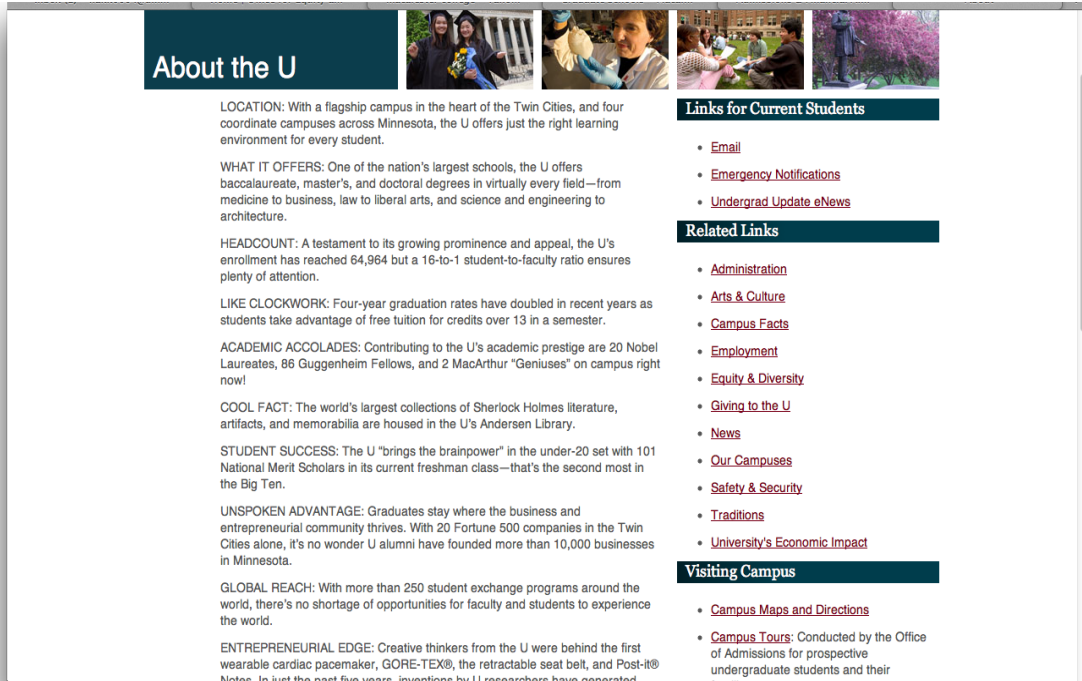 About the U
LOCATION: With a flagship campus in the heart of the Twin Cities, and four
coordinate campuses across Minnesota, the U offers just the right learning
environment for every student.
WHAT IT OFFERS: One of the nation's largest schools, the U offers
baccalaureate, master's, and doctoral degrees in virtually every field—from
medicine to business, law to liberal arts, and science and engineering to
architecture.
HEADCOUNT: A testament to its growing prominence and appeal, the U's
enrollment has reached 64,964 but a 16-to-1 student-to-faculty ratio ensures
plenty of attention.
LIKE CLOCKWORK: Four-year graduation rates have doubled in recent years as
students take advantage of free tuition for credits over 13 in a semester.
ACADEMIC ACCOLADES: Contributing to the U's academic prestige are 20 Nobel
Laureates, 86 Guggenheim Fellows, and 2 MacArthur “Geniuses” on campus right
now!
COOL FACT: The world's largest collections of Sherlock Holmes literature,
artifacts, and memorabilia are housed in the U's Andersen Library.
STUDENT SUCCESS: The U “brings the brainpower” in the under-20 set with 101
National Merit Scholars in its current freshman class—that's the second most in
the Big Ten.
UNSPOKEN ADVANTAGE: Graduates stay where the business and
entrepreneurial community thrives. With 20 Fortune 500 companies in the Twin
Cities alone, it's no wonder U alumni have founded more than 10,000 businesses
in Minnesota.
GLOBAL REACH: With more than 250 student exchange programs around the
world, there's no shortage of opportunities for faculty and students to experience
the world.
ENTREPRENEURIAL EDGE: Creative thinkers from the U were behind the first
wearable cardiac pacemaker, GORE-TEX®, the retractable seat belt, and Post-it®
Notes. In just the past five years, inventions by U researchers have generated
Links for Current Students
• Email
• Emergency Notifications
• Undergrad Update eNews
Related Links
• Administration
• Arts & Culture
• Campus Facts
• Employment
• Equity & Diversity
• Giving to the U
• News
• Our Campuses
• Safety & Security
• Traditions
• University's Economic Impact
Visiting Campus
• Campus Maps and Directions
• Campus Tours: Conducted by the Office
of Admissions for prospective
undergraduate students and their